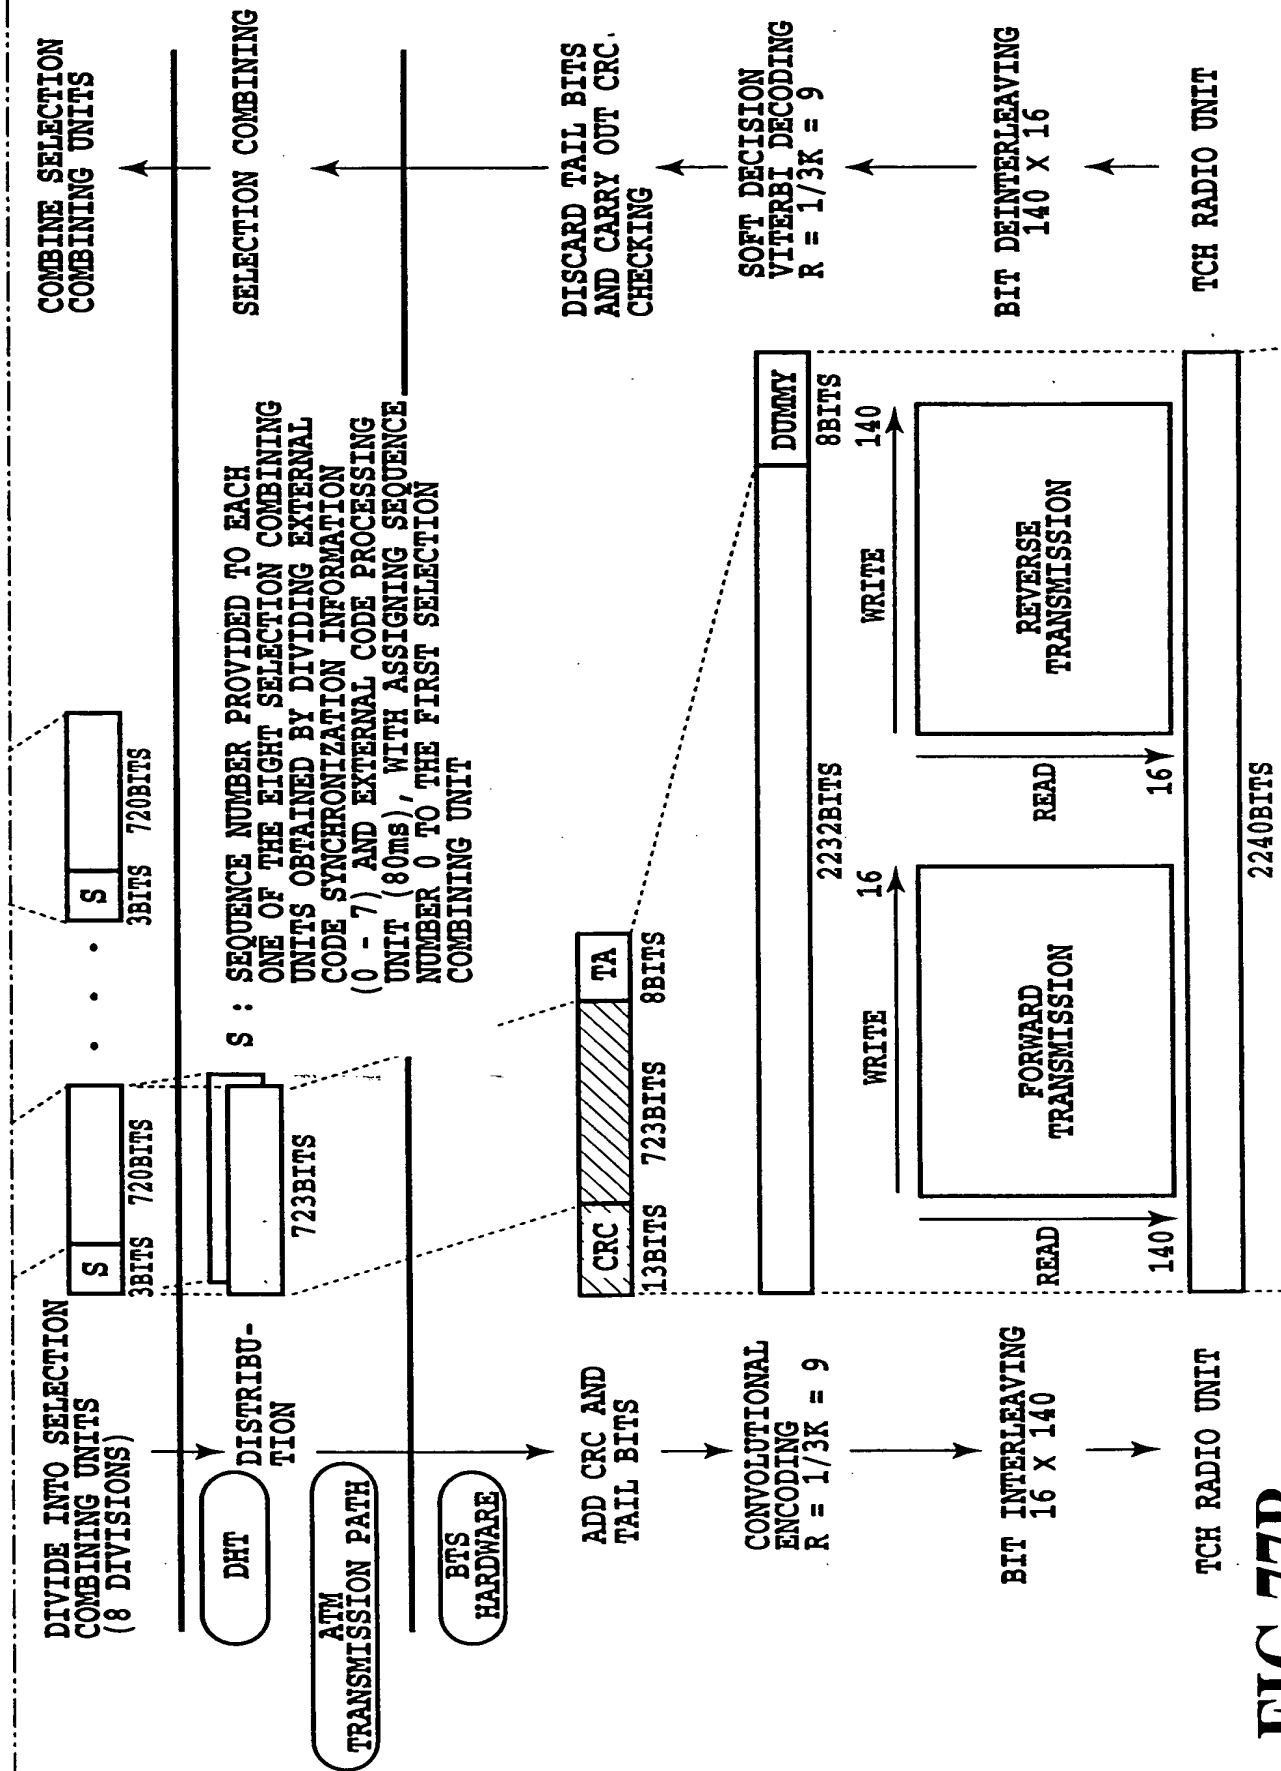 DIVIDE INTO SELECTION
COMBINING UNITS
(8 DIVISIONS)
S
3BITS
720BITS
S
3BITS
720BITS
COMBINE SELECTION
COMBINING UNITS
DHT
DISTRIBU-
TION
723BITS
S : SEQUENCE NUMBER PROVIDED TO EACH
ONE OF THE EIGHT SELECTION COMBINING
UNITS OBTAINED BY DIVIDING EXTERNAL
CODE SYNCHRONIZATION INFORMATION
(0 - 7) AND EXTERNAL CODE PROCESSING
UNIT (80ms), WITH ASSIGNING SEQUENCE
NUMBER 0 TO THE FIRST SELECTION
COMBINING UNIT
SELECTION COMBINING
ATM
TRANSMISSION PATH
BTS
HARDWARE
ADD CRC AND
TAIL BITS
CRC
TA
13BITS
723BITS
8BITS
DISCARD TAIL BITS
AND CARRY OUT CRC
CHECKING
CONVOLUTIONAL
ENCODING
R = 1/3K = 9
DUMMY
2232BITS
8BITS
SOFT DECISION
VITERBI DECODING
R = 1/3K = 9
BIT INTERLEAVING
16 X 140
WRITE
16
READ
140
FORWARD
TRANSMISSION
WRITE
140
READ
16
REVERSE
TRANSMISSION
BIT DEINTERLEAVING
140 X 16
TCH RADIO UNIT
2240BITS
TCH RADIO UNIT
FIG.77B